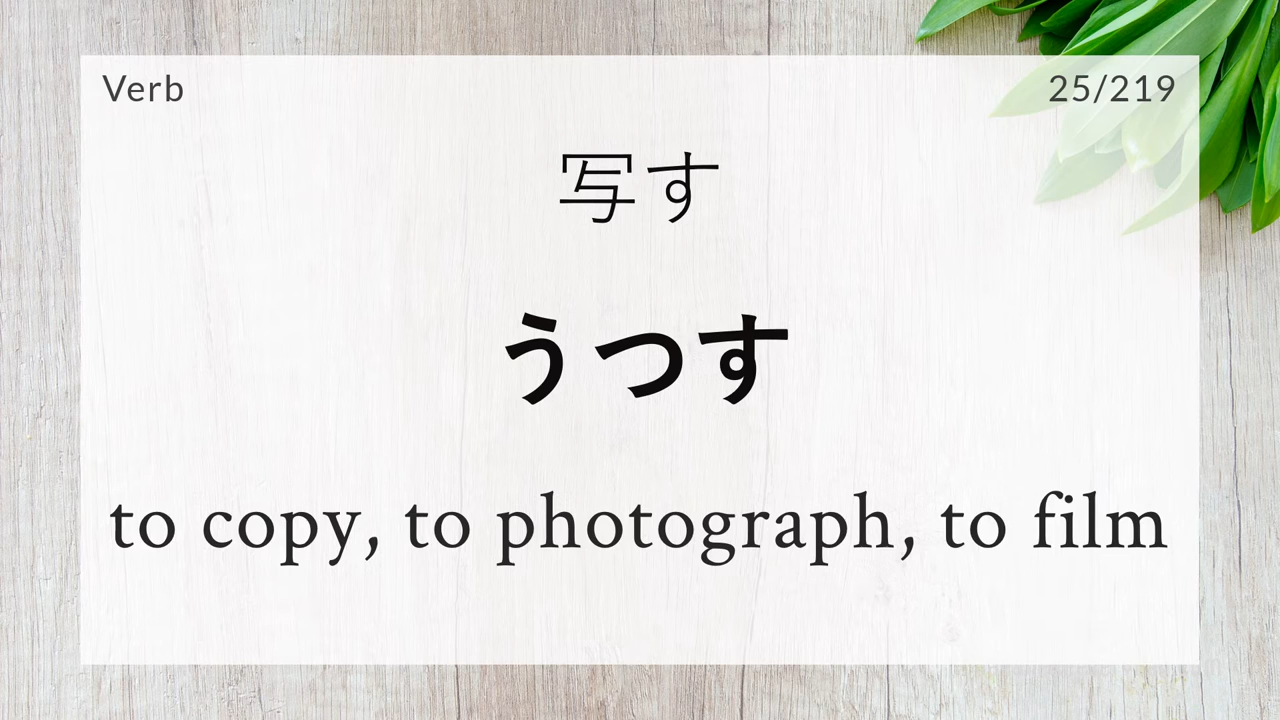 Verb
25/219
写す
うつす
to copy, to photograph, to film